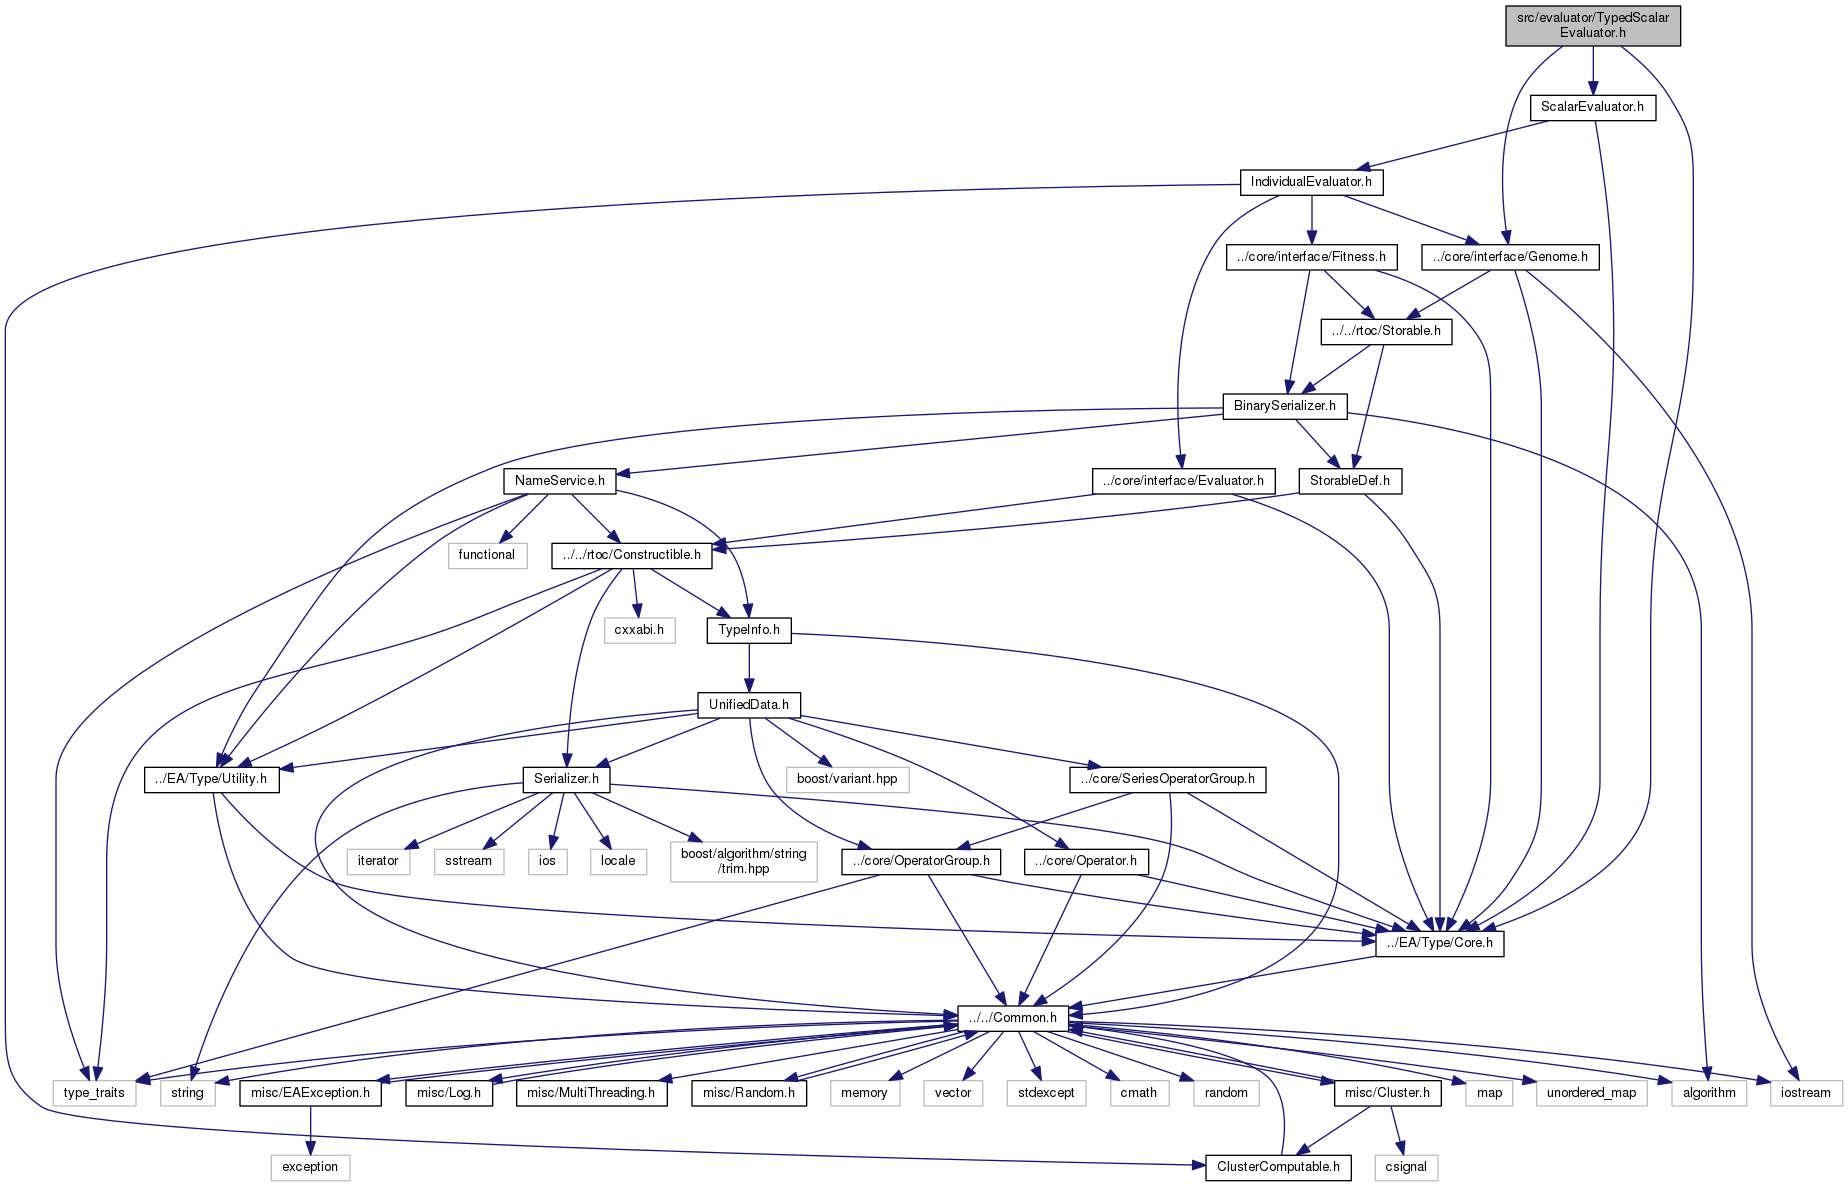 src/evaluator/TypedScalar
Evaluator.h
ScalarEvaluator.h
IndividualEvaluator.h
../core/interface/Fitness.h
../core/interface/Genome.h
../../rtoc/Storable.h
BinarySerializer.h
NameService.h
../core/interface/Evaluator.h
StorableDef.h
functional
../../rtoc/Constructible.h
cxxabi.h
TypeInfo.h
UnifiedData.h
../EA/Type/Utility.h
Serializer.h
boost/variant.hpp
../core/SeriesOperatorGroup.h
iterator
sstream
ios
locale
boost/algorithm/string
/trim.hpp
../core/OperatorGroup.h
../core/Operator.h
../EA/Type/Core.h
../../Common.h
type_traits
string
misc/EAException.h
misc/Log.h
misc/MultiThreading.h
misc/Random.h
memory
vector
stdexcept
cmath
random
misc/Cluster.h
map
unordered_map
algorithm
iostream
exception
ClusterComputable.h
csignal